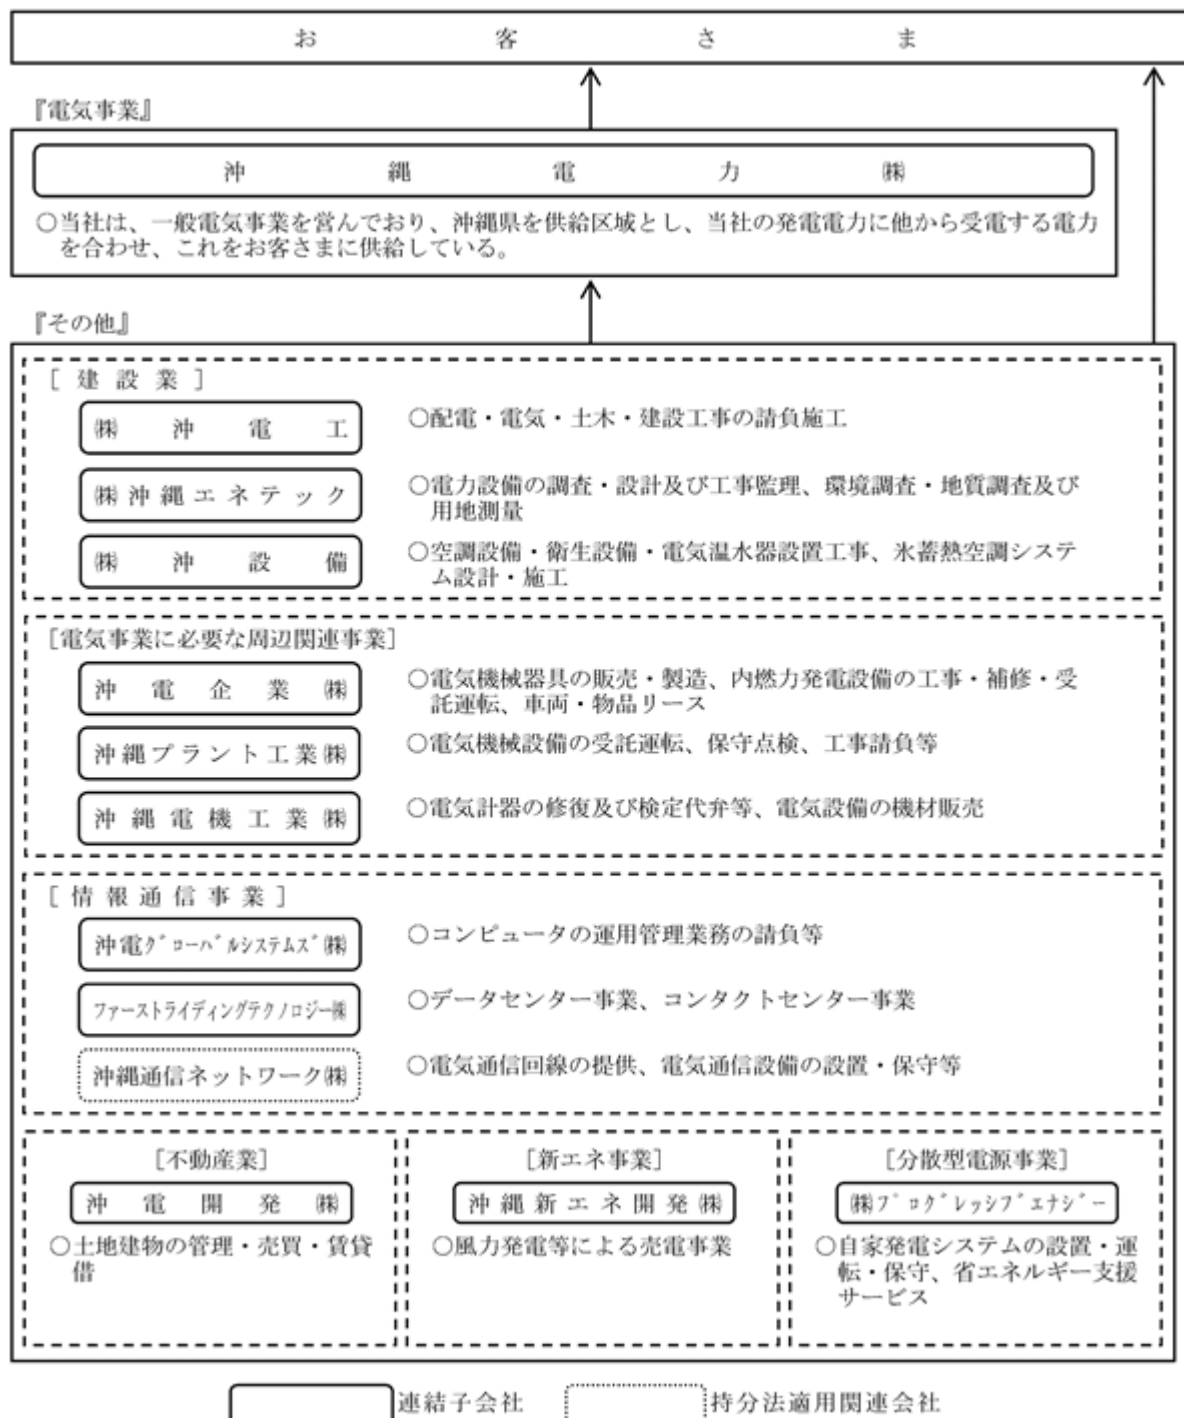 お客さま
『電気事業』
沖縄電力㈱
○当社は、一般電気事業を営んでおり、沖縄県を供給区域とし、当社の発電電力に他から受電する電力
を合わせ、これをお客さまに供給している。
『その他』
[建設業]
㈱沖電工
○配電・電気・土木・建設工事の請負施工
㈱沖縄エネテック
○電力設備の調査・設計及び工事監理、環境調査・地質調査及び
用地測量
㈱沖設備
○空調設備・衛生設備・電気温水器設置工事、氷蓄熱空調システ
ム設計・施工
[電気事業に必要な周辺関連事業]
沖電企業㈱
○電気機械器具の販売・製造、内燃力発電設備の工事・補修・受
託運転、車両・物品リース
沖縄プラント工業㈱
○電気機械設備の受託運転、保守点検、工事請負等
沖縄電機工業㈱
○電気計器の修復及び検定代弁等、電気設備の機材販売
[情報通信事業]
沖電グローバルシステムズ㈱
○コンピュータの運用管理業務の請負等
ファーストライディングテクノロジー㈱
○データセンター事業、コンタクトセンター事業
沖縄通信ネットワーク㈱
○電気通信回線の提供、電気通信設備の設置・保守等
[不動産業]
沖電開発㈱
○土地建物の管理・売買・賃貸
借
[新エネ事業]
沖縄新エネ開発㈱
○風力発電等による売電事業
[分散型電源事業]
㈱プログレッシブエナジー
○自家発電システムの設置・運
転・保守、省エネルギー支援
サービス
連結子会社
持分法適用関連会社